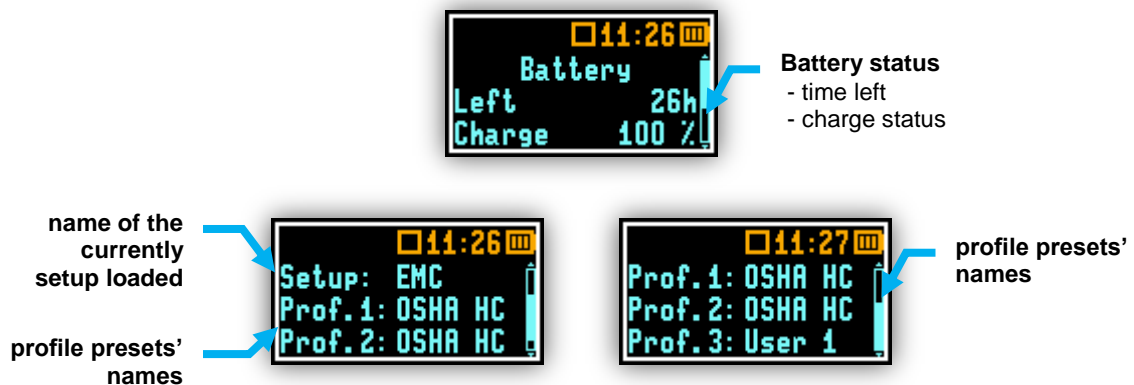 11:26
Battery
Left 26h
Charge 100 %
Battery status
- time left
- charge status
name of the
currently
setup loaded
profile presets’
names
11:26
Setup: EMC
Prof.1: OSHA HC
Prof.2: OSHA HC
11:27
Prof.1: OSHA HC
Prof.2: OSHA HC
Prof.3: User 1
profile presets’
names